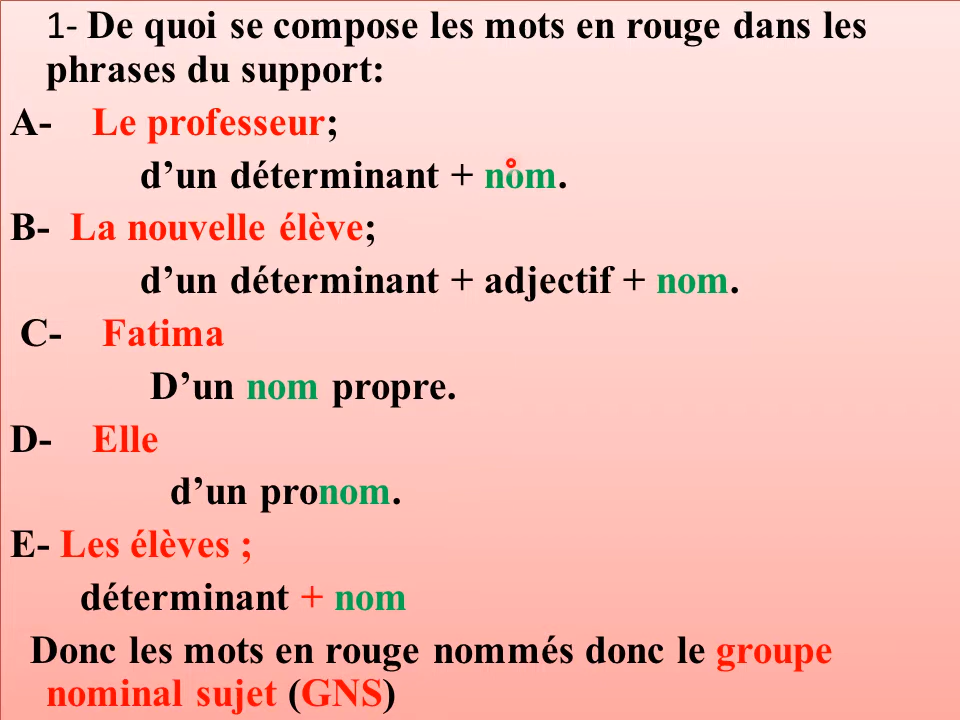 1- De quoi se compose les mots en rouge dans les
phrases du support:
A- Le professeur;
d’un déterminant + nom.
B- La nouvelle élève;
d’un déterminant + adjectif + nom.
C- Fatima
D’un nom propre.
D- Elle
d’un pronom.
E- Les élèves ;
déterminant + nom
Donc les mots en rouge nommés donc le groupe
nominal sujet (GNS)